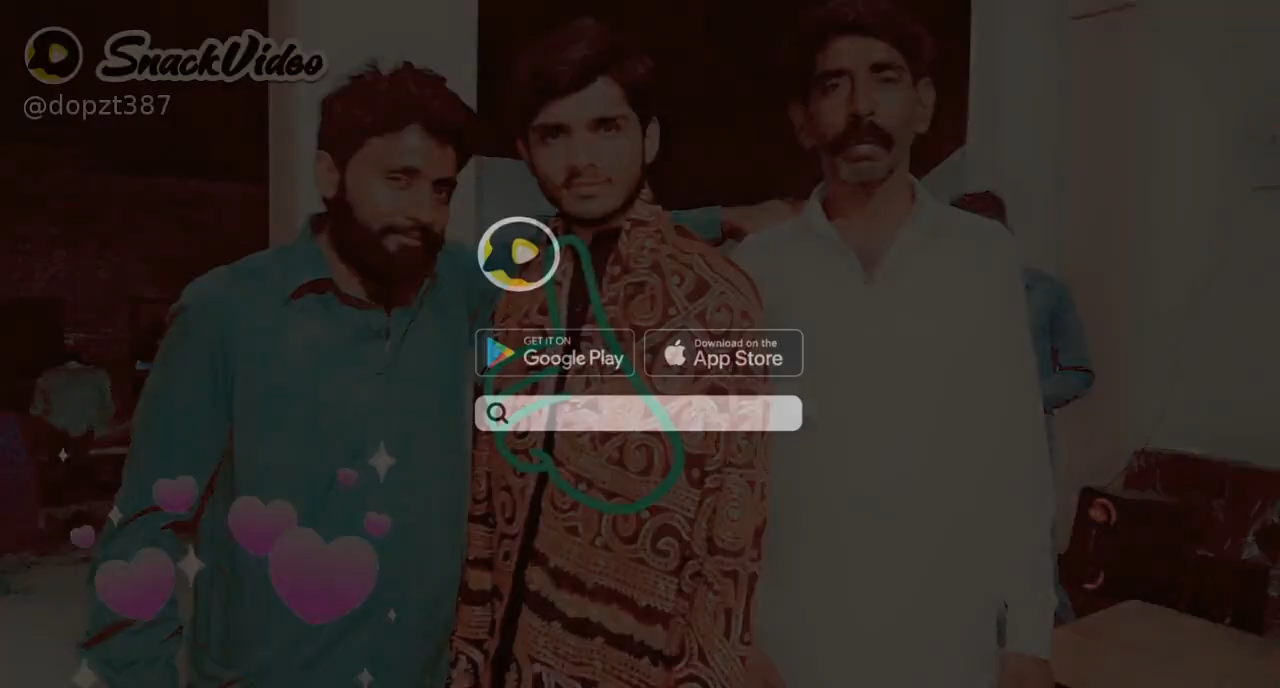 SnackVideo
@dopzt387
GET IT ON
Google Play
Download on the
App Store